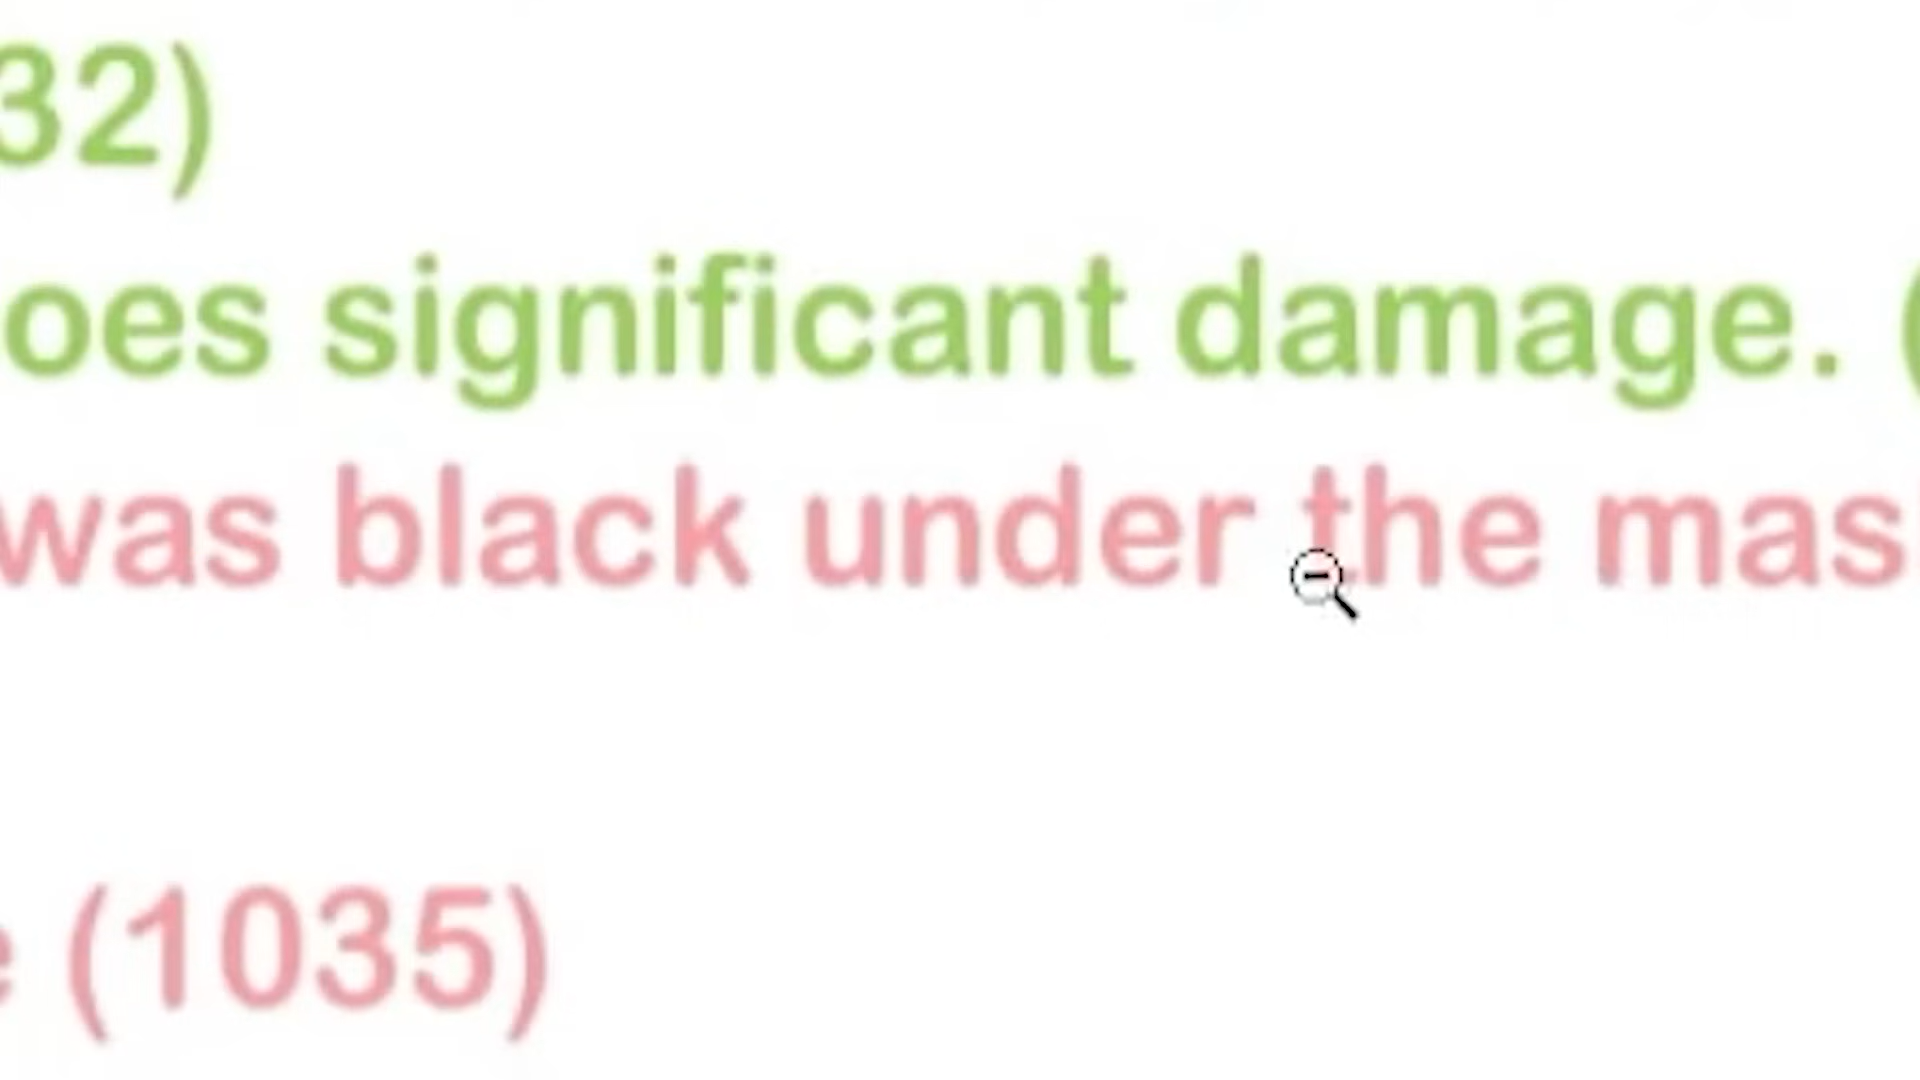 32)
oes significant damage. (
was black under the mas
e (1035)